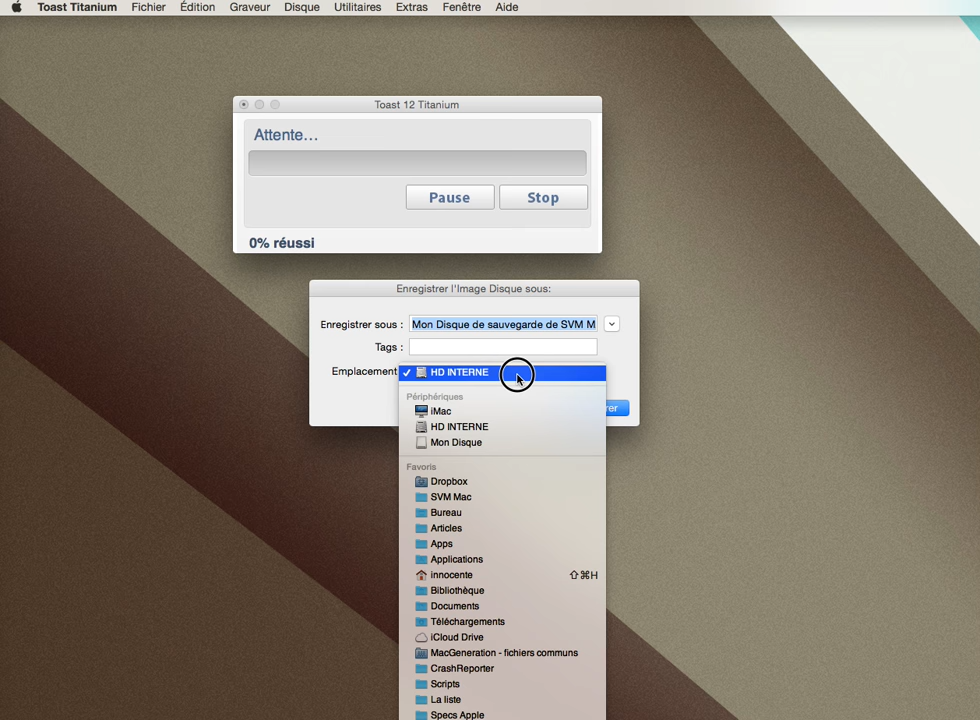 Toast Titanium Fichier Édition Graveur Disque Utilitaires Extras Fenêtre Aide
Toast 12 Titanium
Attente...
Pause Stop
0% réussi
Enregistrer l'Image Disque sous:
Enregistrer sous : Mon Disque de sauvegarde de SVM M
Tags :
Emplacement ✓ HD INTERNE
Périphériques
iMac
rer
HD INTERNE
Mon Disque
Favoris
Dropbox
SVM Mac
Bureau
Articles
Apps
Applications
innocente ⇧⌘H
Bibliothèque
Documents
Téléchargements
iCloud Drive
MacGeneration - fichiers communs
CrashReporter
Scripts
La liste
Specs Apple